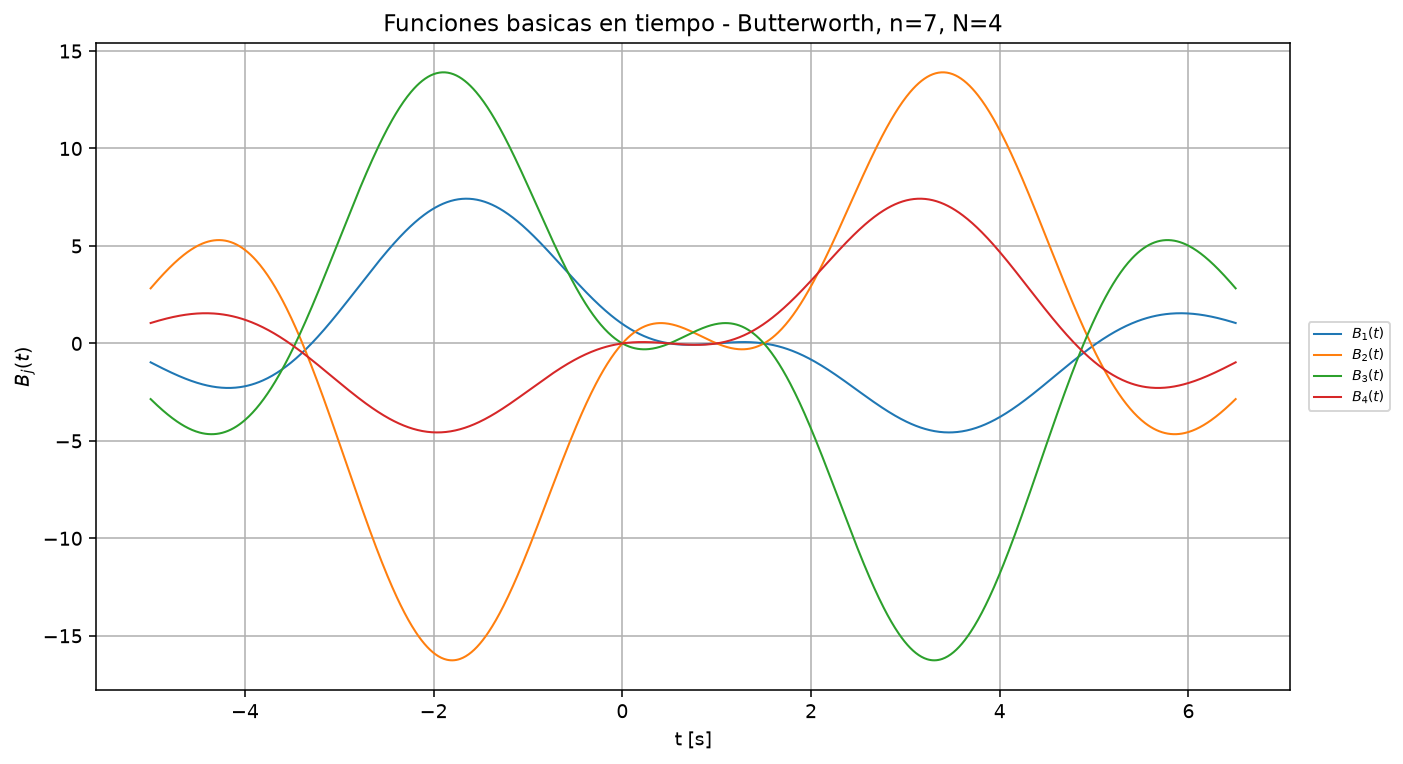 Funciones basicas en tiempo - Butterworth, n=7, N=4
15
10
5
0
−5
−10
−15
B_j(t)
−4 −2 0 2 4 6
t [s]
B_1(t)
B_2(t)
B_3(t)
B_4(t)